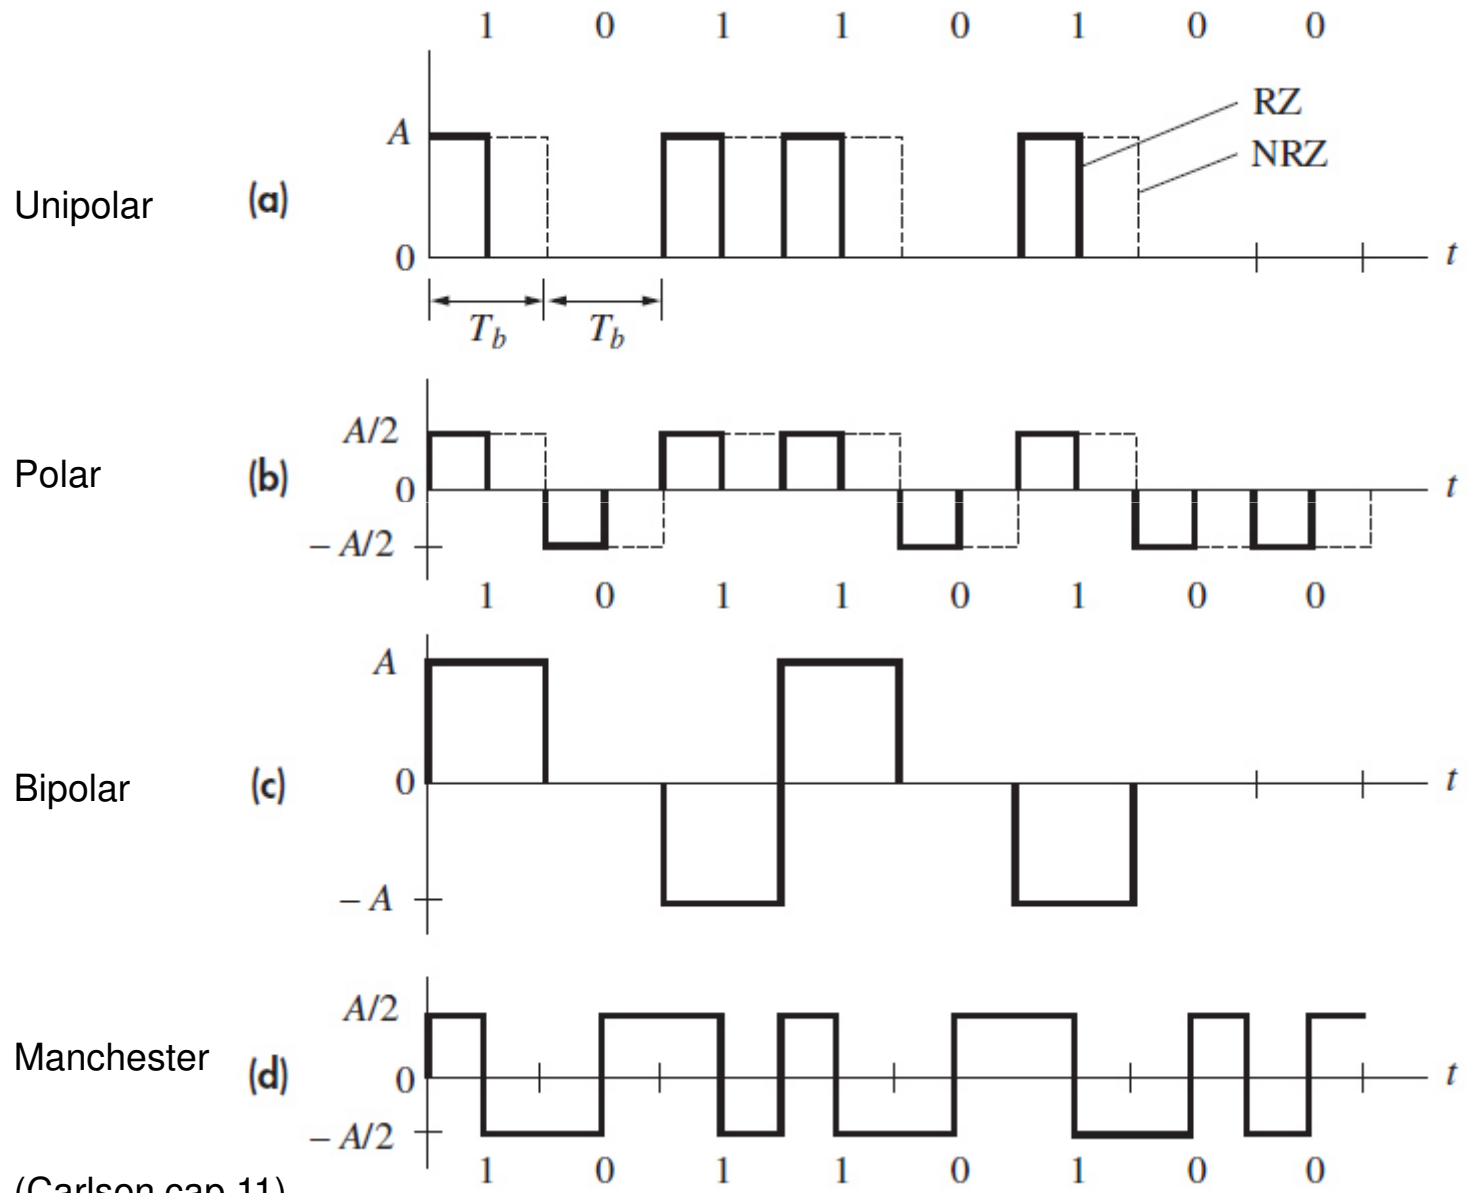 1 0 1 1 0 1 0 0
RZ
A
NRZ
Unipolar (a)
0 t
T_b T_b
A/2
Polar (b) 0 t
– A/2
1 0 1 1 0 1 0 0
A
Bipolar (c) 0 t
– A
A/2
Manchester (d) 0 t
– A/2
1 0 1 1 0 1 0 0
(Carlson cap 11)